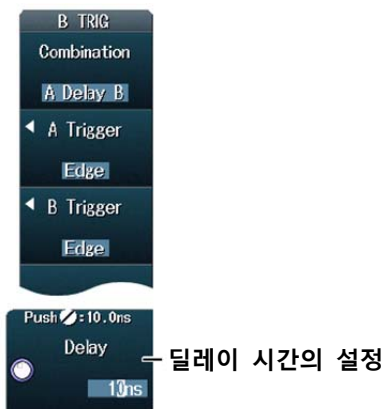 B TRIG
Combination
A Delay B
A Trigger
Edge
B Trigger
Edge
Push :10.0ns
Delay
딜레이 시간의 설정
10ns